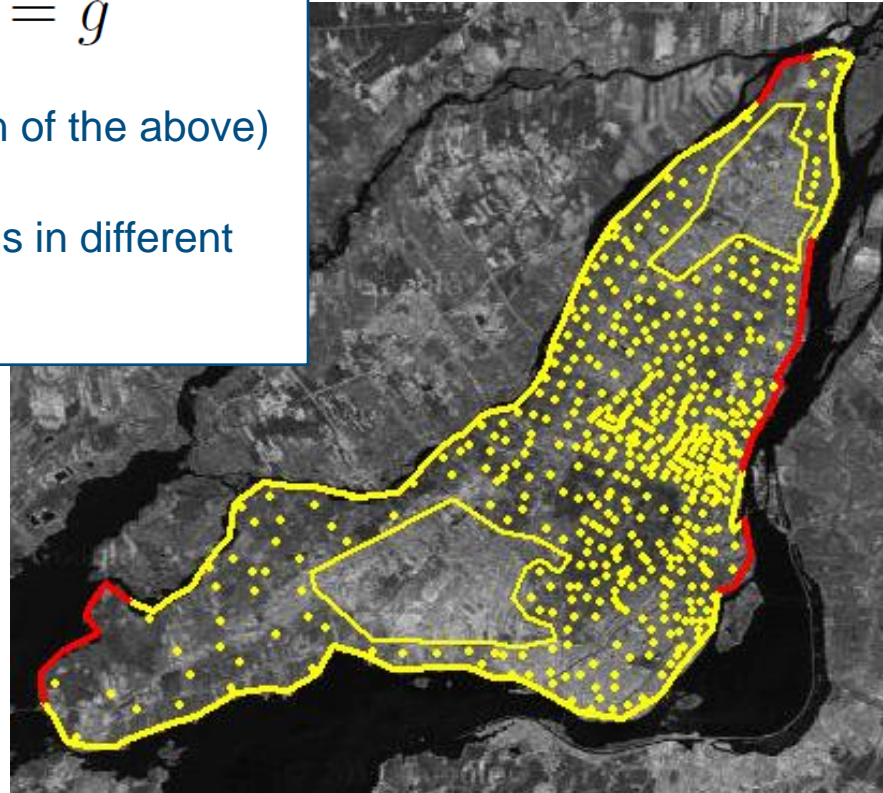 = g
n of the above)
s in different